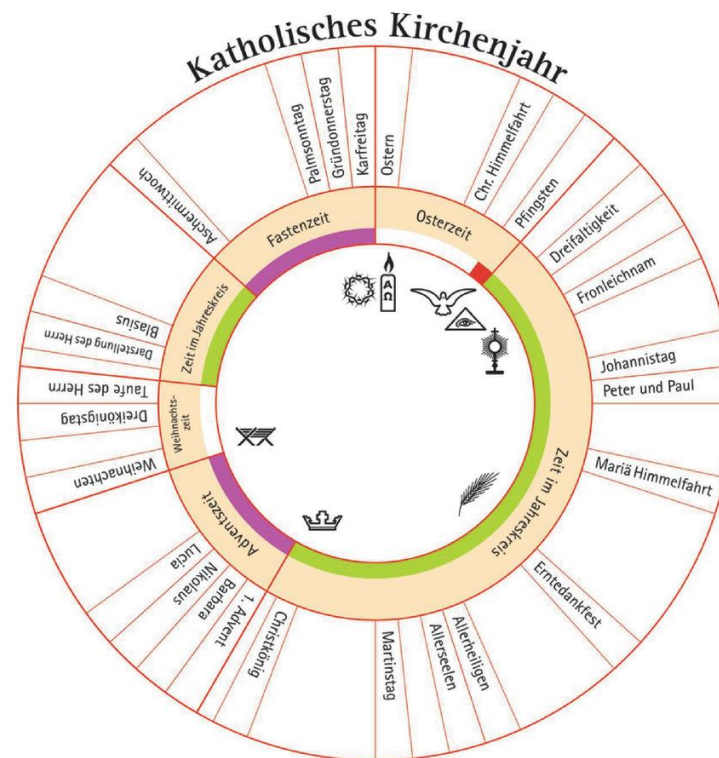 Katholisches Kirchenjahr
Ostern
Chr. Himmelfahrt
Pfingsten
Dreifaltigkeit
Fronleichnam
Johannistag
Peter und Paul
Mariä Himmelfahrt
Erntedankfest
Allerheiligen
Allerseelen
Martinstag
Christkönig
1. Advent
Barbara
Nikolaus
Lucia
Weihnachten
Dreikönigstag
Taufe des Herrn
Darstellung des Herrn
Blasius
Aschermittwoch
Palmsonntag
Gründonnerstag
Karfreitag
Osterzeit
Zeit im Jahreskreis
Adventszeit
Weihnachts-
zeit
Zeit im Jahreskreis
Fastenzeit
Α
Ω